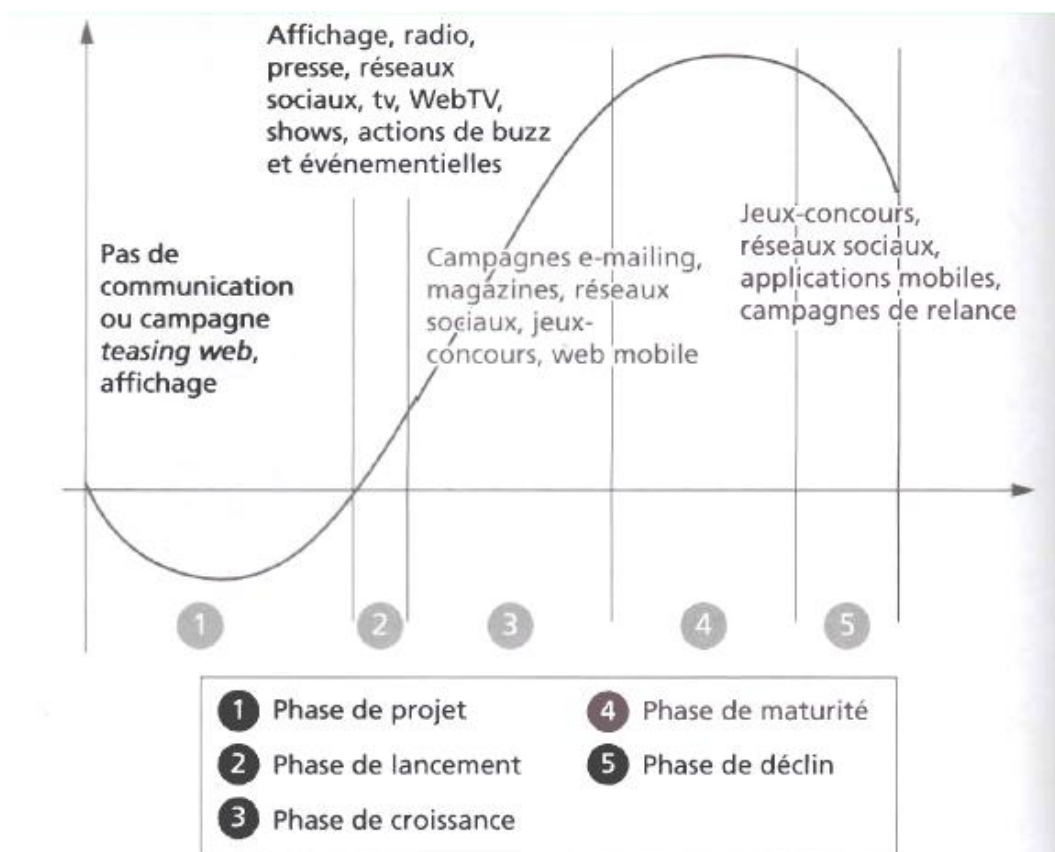 Affichage, radio,
presse, réseaux
sociaux, tv, WebTV,
shows, actions de buzz
et événementielles
Pas de
communication
ou campagne
teasing web,
affichage
Campagnes e-mailing,
magazines, réseaux
sociaux, jeux-
concours, web mobile
Jeux-concours,
réseaux sociaux,
applications mobiles,
campagnes de relance
1
2
3
4
5
1 Phase de projet
2 Phase de lancement
3 Phase de croissance
4 Phase de maturité
5 Phase de déclin